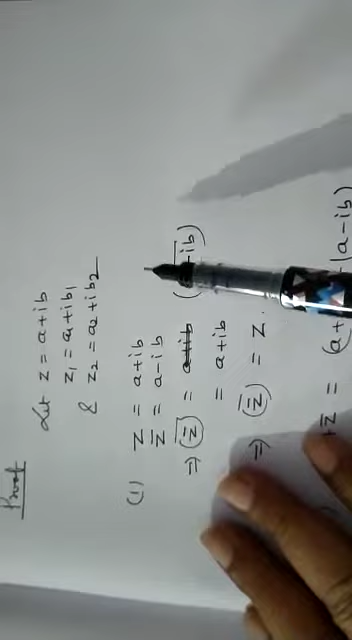 Proof
Let z = a+ib
z₁ = a₁+ib₁
& z₂ = a₂+ib₂
(1) z = a+ib
z̅ = a-ib
⇒ (z̅)̅ = a+ib (-ib)
= a+ib
⇒ (z̅) = z.
+z̅ = (a+ (a-ib)